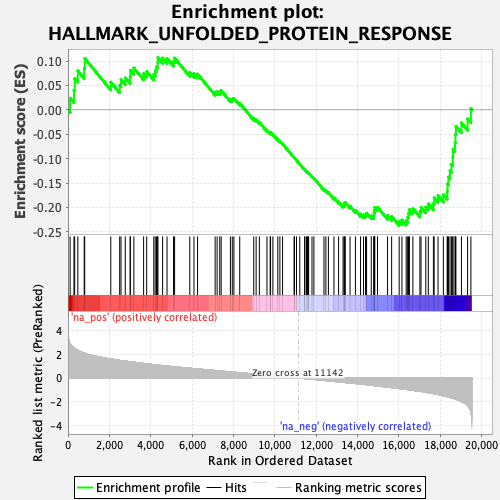 Enrichment plot:
HALLMARK_UNFOLDED_PROTEIN_RESPONSE
Enrichment score (ES)
0.10
0.05
0.00
-0.05
-0.10
-0.15
-0.20
-0.25
Ranked list metric (PreRanked)
'na_pos' (positively correlated)
4
2
0
-2
-4
Zero cross at 11142
'na_neg' (negatively correlated)
0
2,000
4,000
6,000
8,000
10,000
12,000
14,000
16,000
18,000
20,000
Rank in Ordered Dataset
Enrichment profile
Hits
Ranking metric scores